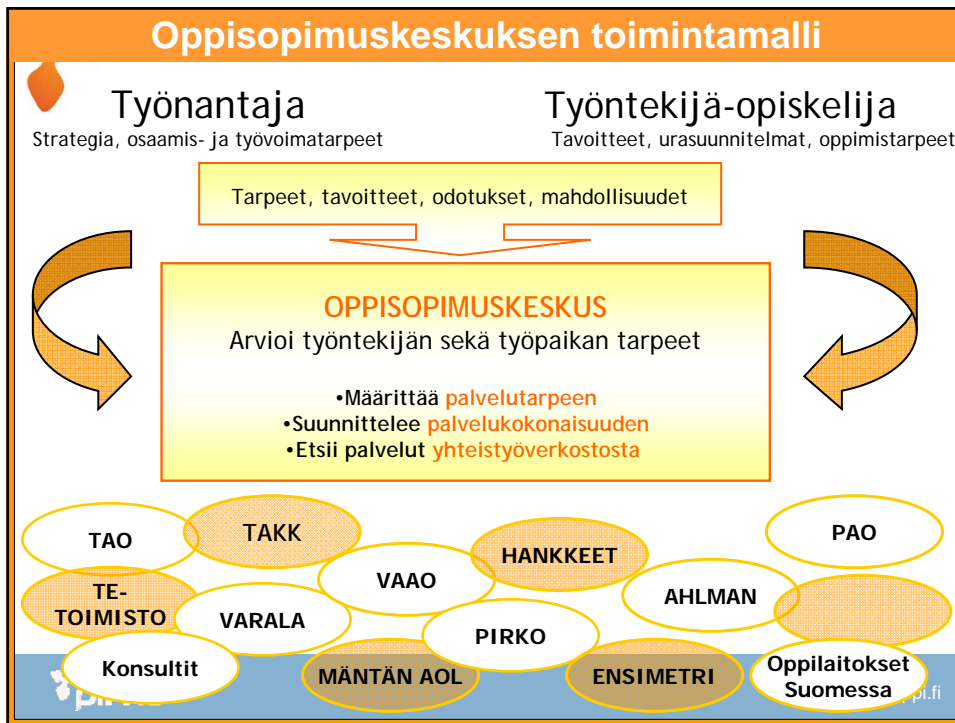 Oppisopimuskeskuksen toimintamalli
Työnantaja
Strategia, osaamis- ja työvoimatarpeet
Työntekijä-opiskelija
Tavoitteet, urasuunnitelmat, oppimistarpeet
Tarpeet, tavoitteet, odotukset, mahdollisuudet
OPPISOPIMUSKESKUS
Arvioi työntekijän sekä työpaikan tarpeet
•Määrittää palvelutarpeen
•Suunnittelee palvelukokonaisuuden
•Etsii palvelut yhteistyöverkostosta
TAO
TAKK
VAAO
HANKKEET
PAO
TE-
TOIMISTO
VARALA
PIRKO
AHLMAN
Konsultit
MÄNTÄN AOL
ENSIMETRI
Oppilaitokset
Suomessa
pi.fi